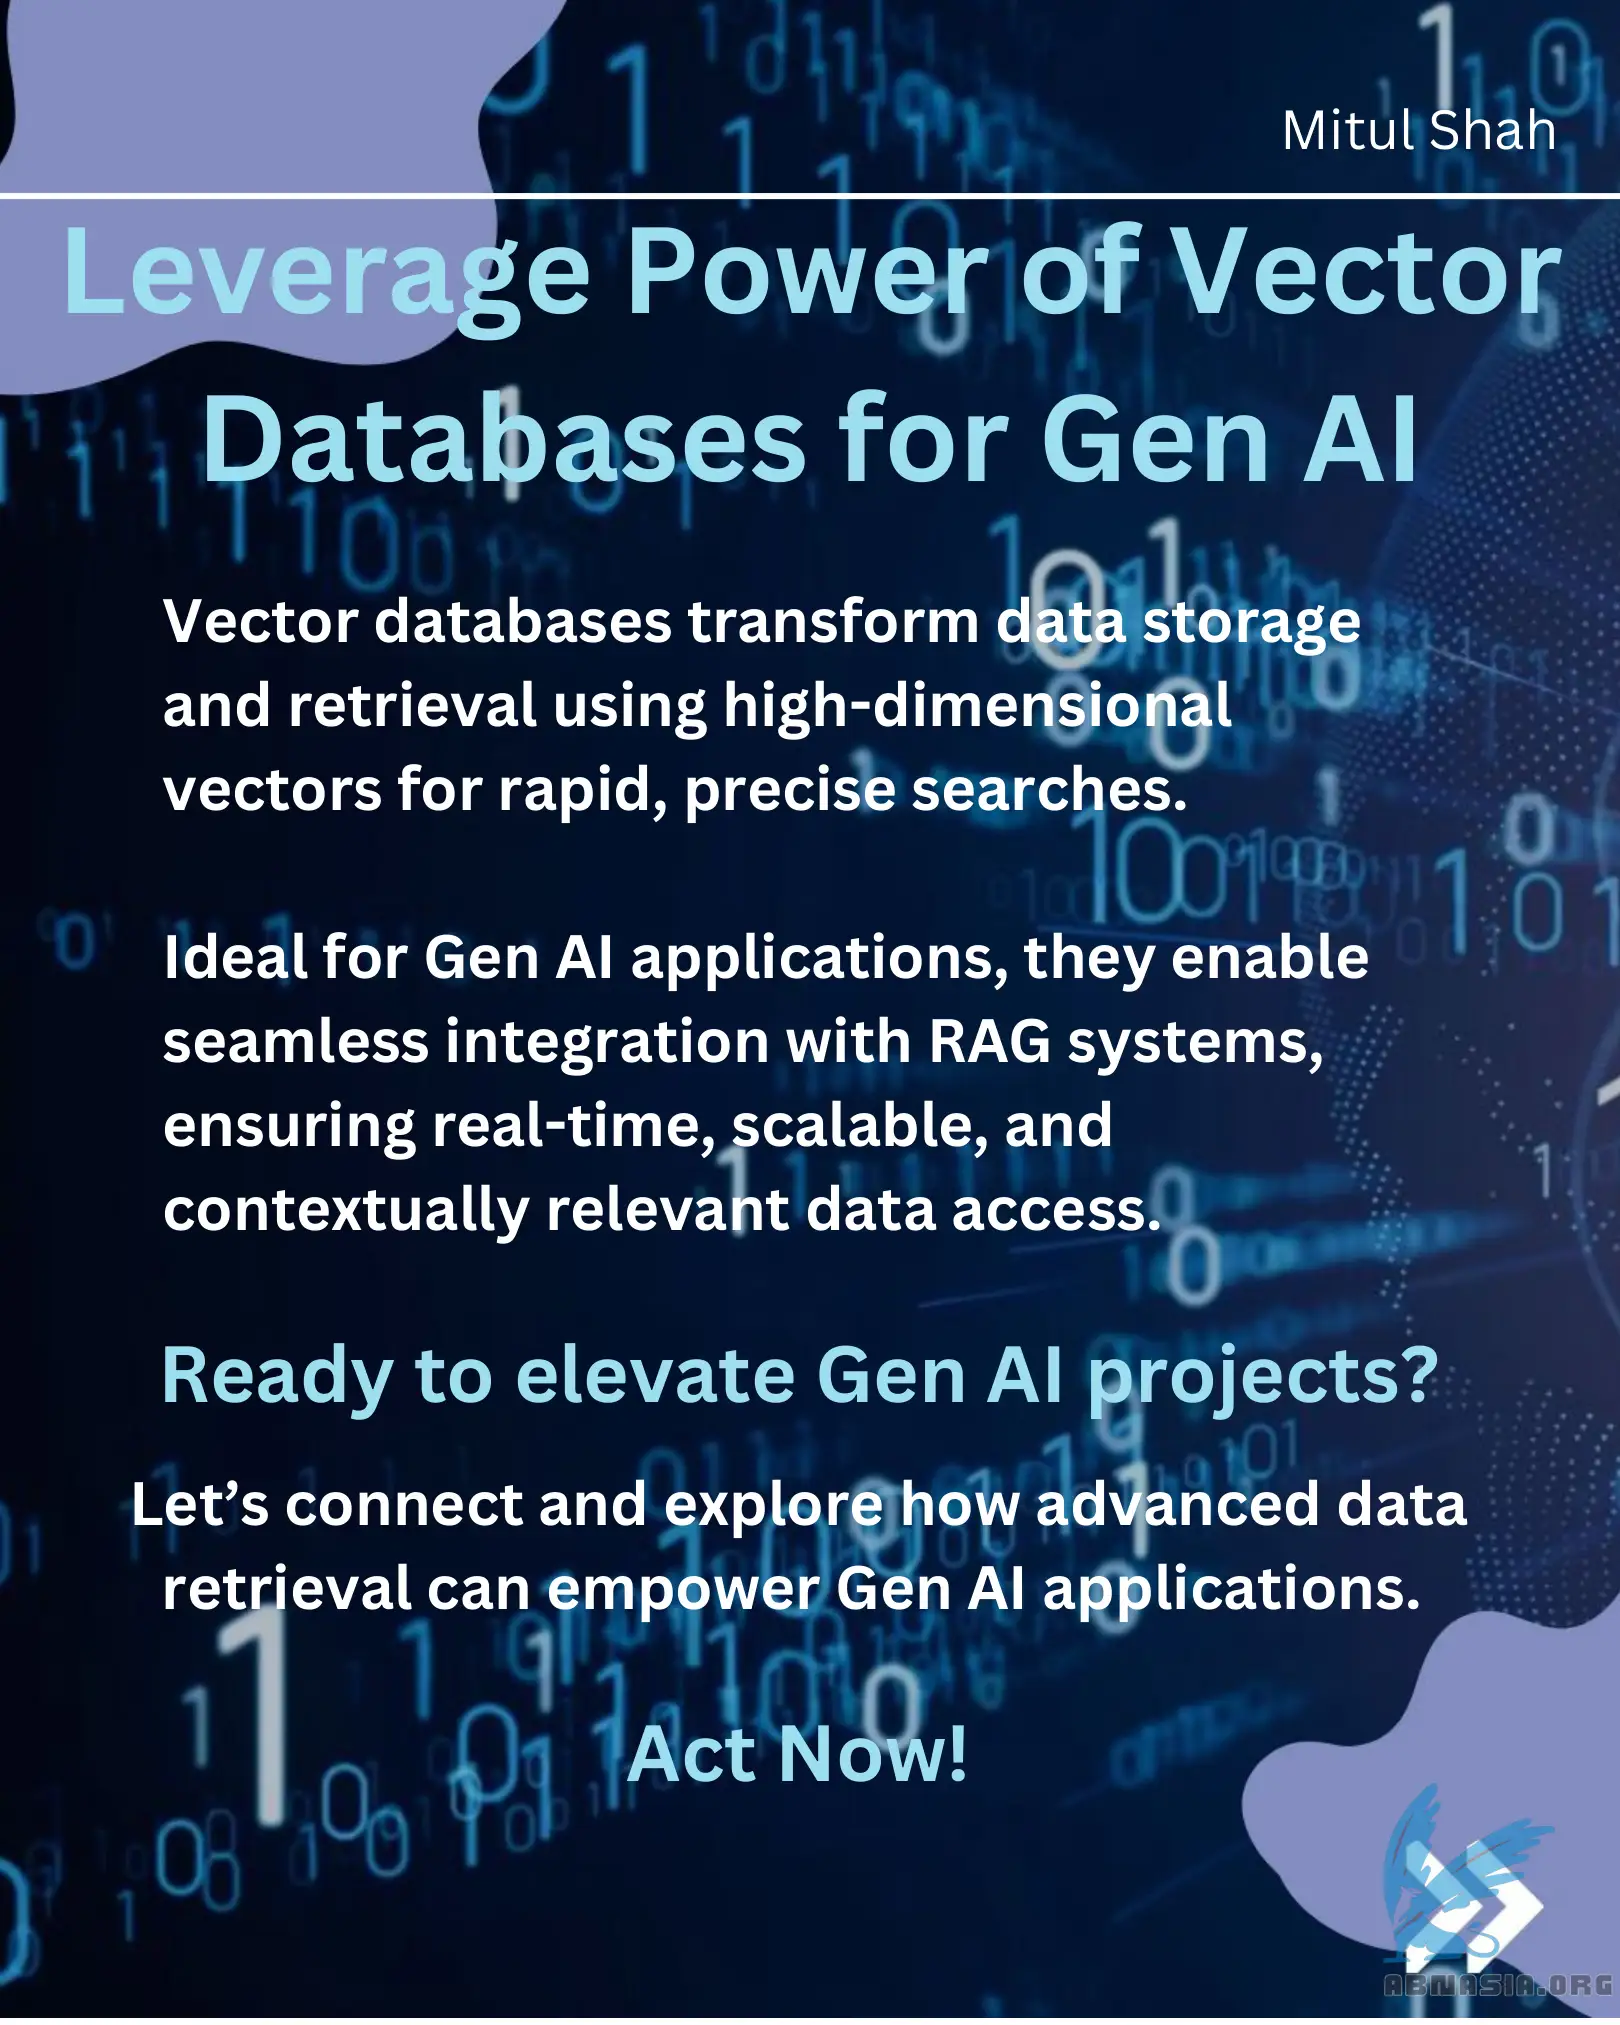 Mitul Shah
Leverage Power of Vector
Databases for Gen AI
Vector databases transform data storage
and retrieval using high-dimensional
vectors for rapid, precise searches.
Ideal for Gen AI applications, they enable
seamless integration with RAG systems,
ensuring real-time, scalable, and
contextually relevant data access.
Ready to elevate Gen AI projects?
Let’s connect and explore how advanced data
retrieval can empower Gen AI applications.
Act Now!
ABNASIA.ORG